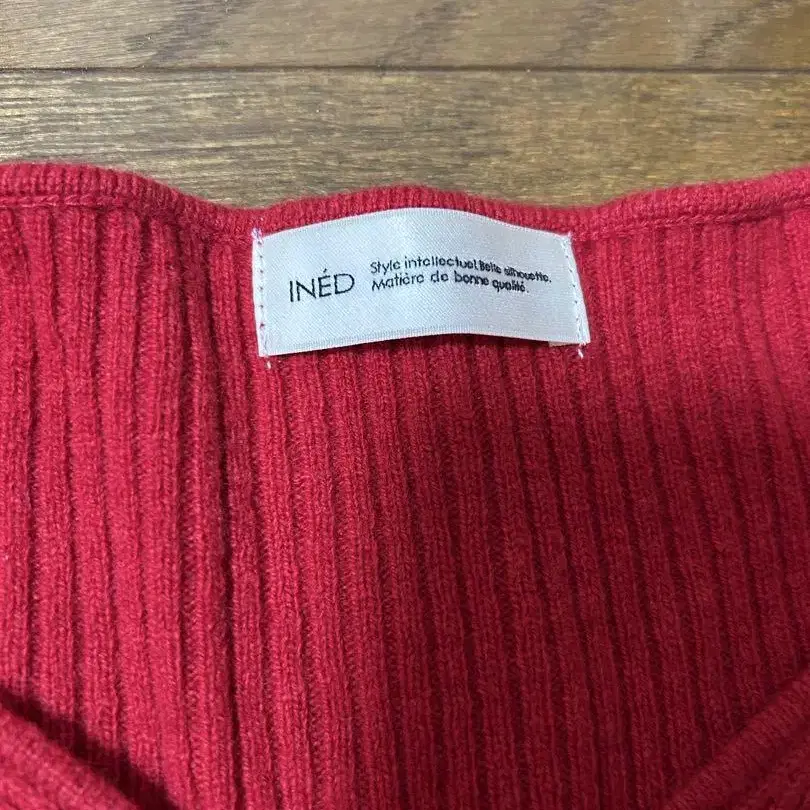 INÉD
Style intellectuel. Belle silhouette.
Matière de bonne qualité.